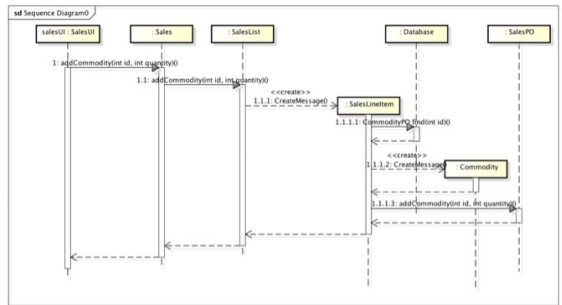 sd Sequence Diagram0
salesUI : SalesUI
: Sales
: SalesList
: Database
: SalesPO
1: addCommodity(int id, int quantity)()
1.1: addCommodity(int id, int quantity)()
<<create>>
1.1.1: CreateMessage()
: SalesLineItem
1.1.1.1: CommodityPO find(int id)()
<<create>>
1.1.1.2: CreateMessage()
: Commodity
1.1.1.3: addCommodity(int id, int quantity)()